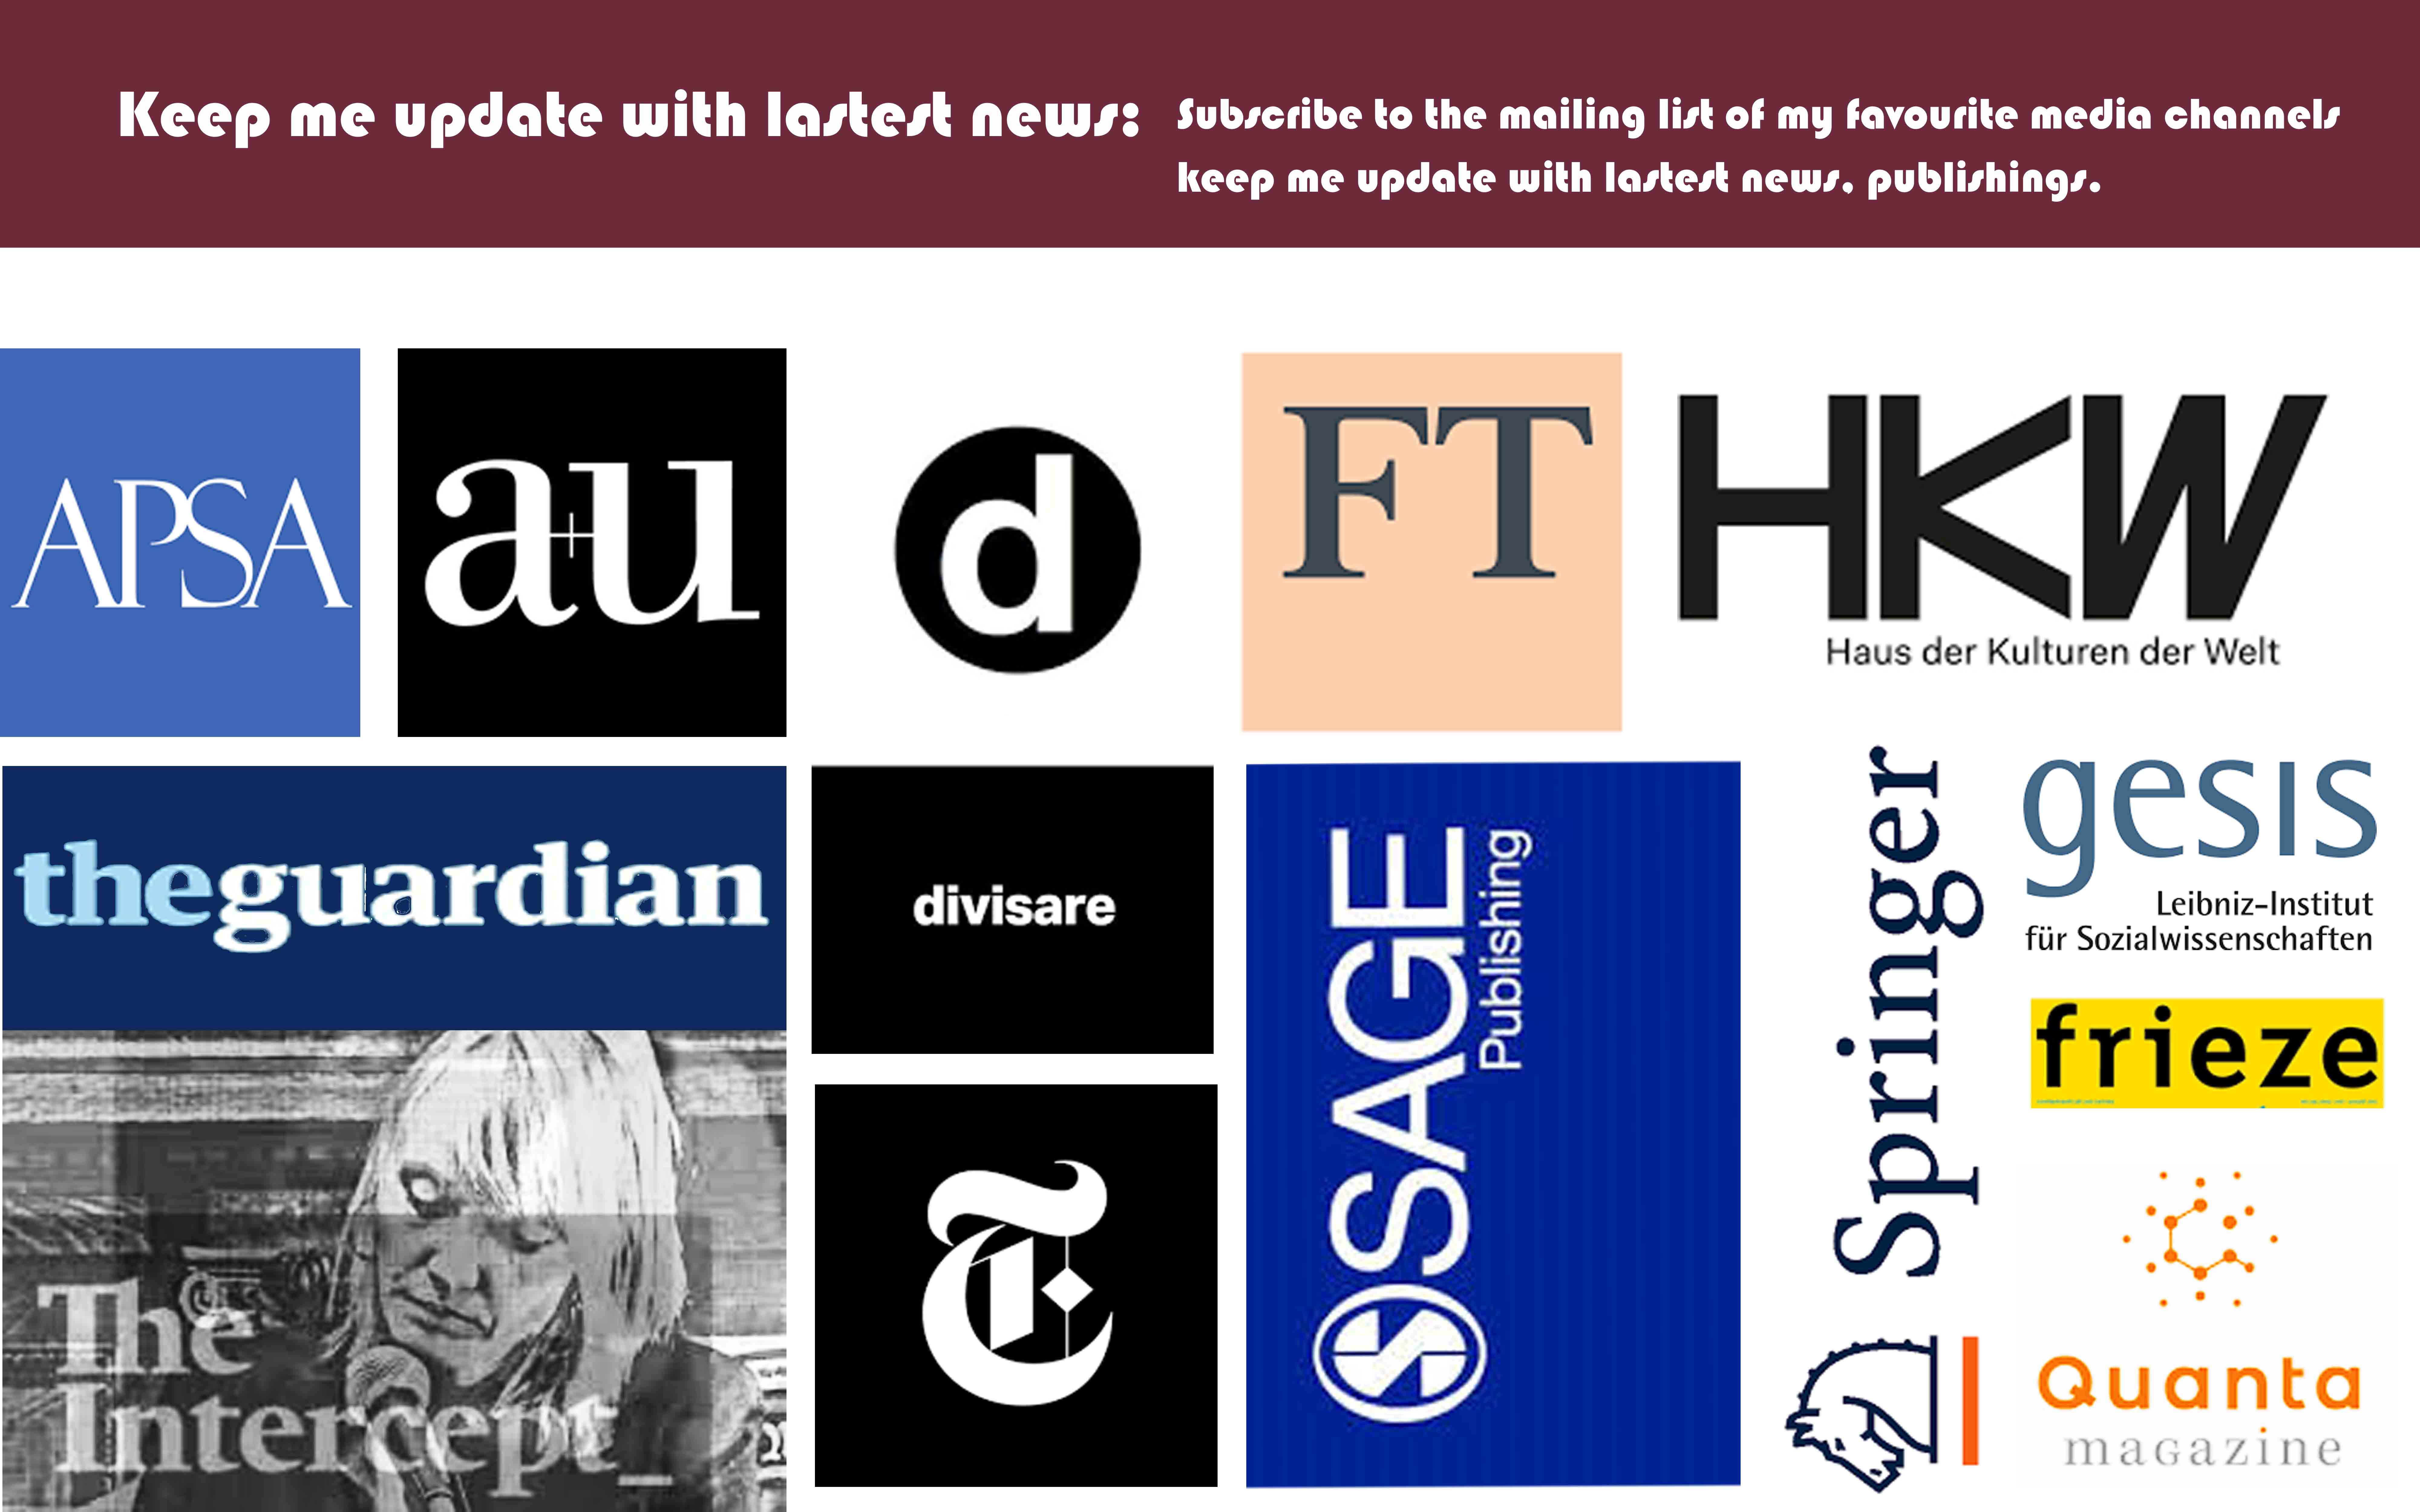 Keep me update with lastest news:
Subscribe to the mailing list of my favourite media channels
keep me update with lastest news, publishings.
APSA
a+u
d
FT
HKW
Haus der Kulturen der Welt
theguardian
divisare
SAGE
Publishing
Springer
gesis
Leibniz-Institut
für Sozialwissenschaften
frieze
The
Intercept_
T
Quanta
magazine